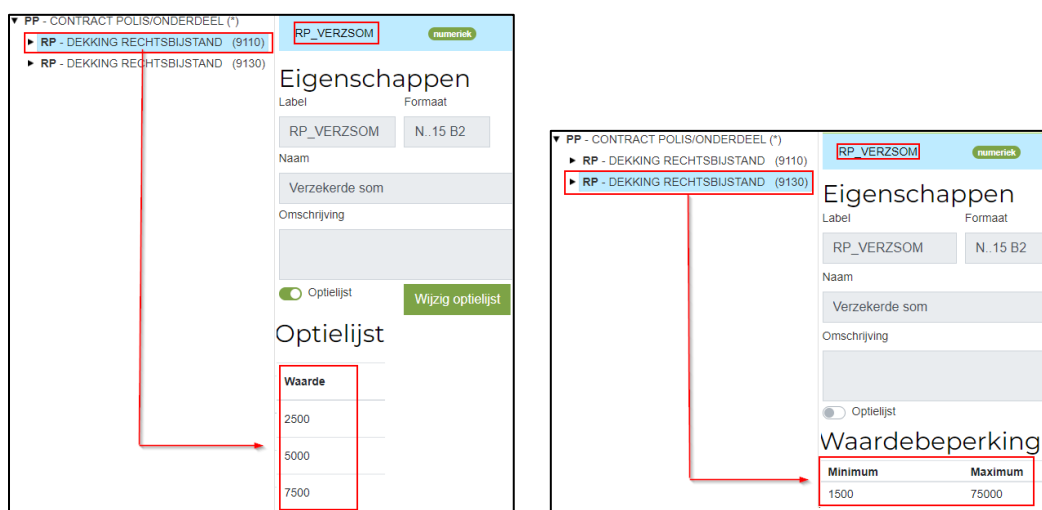 ▼ PP - CONTRACT POLIS/ONDERDEEL (*)
► RP - DEKKING RECHTSBIJSTAND (9110)
► RP - DEKKING RECHTSBIJSTAND (9130)
RP_VERZSOM numeriek
Eigenschappen
Label Formaat
RP_VERZSOM N..15 B2
Naam
Verzekerde som
Omschrijving
Optielijst Wijzig optielijst
Optielijst
Waarde
2500
5000
7500
▼ PP - CONTRACT POLIS/ONDERDEEL (*)
► RP - DEKKING RECHTSBIJSTAND (9110)
► RP - DEKKING RECHTSBIJSTAND (9130)
RP_VERZSOM numeriek
Eigenschappen
Label Formaat
RP_VERZSOM N..15 B2
Naam
Verzekerde som
Omschrijving
Optielijst
Waardebeperking
Minimum Maximum
1500 75000